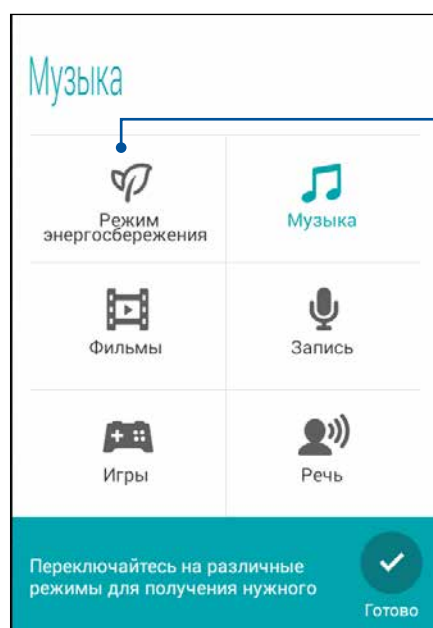 Музыка
Режим
энергосбережения
Музыка
Фильмы
Запись
Игры
Речь
Переключайтесь на различные
режимы для получения нужного
Готово